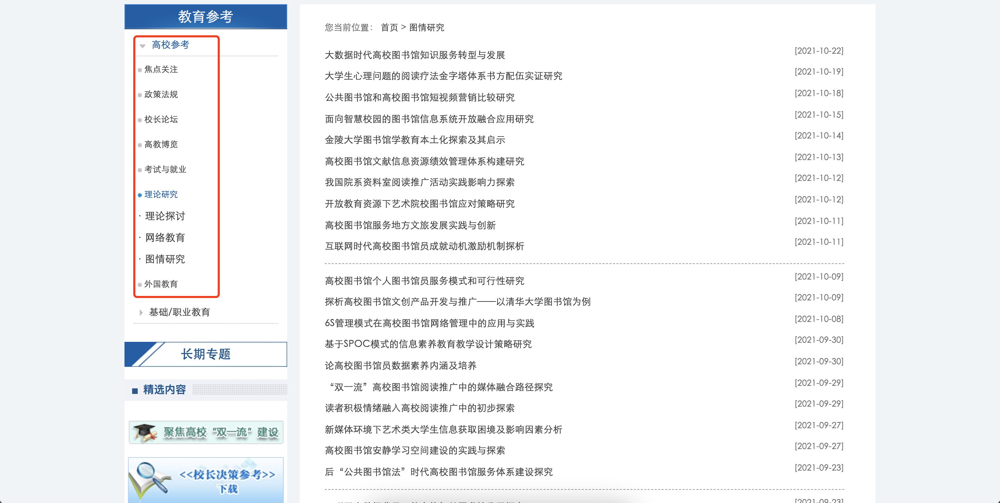 教育参考
高校参考
焦点关注
政策法规
校长论坛
高教博览
考试与就业
理论研究
· 理论探讨
· 网络教育
· 图情研究
外国教育
基础/职业教育
长期专题
精选内容
聚焦高校“双一流”建设
<<校长决策参考>>
下载
您当前位置： 首页 > 图情研究
大数据时代高校图书馆知识服务转型与发展 [2021-10-22]
大学生心理问题的阅读疗法金字塔体系书方配伍实证研究 [2021-10-19]
公共图书馆和高校图书馆短视频营销比较研究 [2021-10-18]
面向智慧校园的图书馆信息系统开放融合应用研究 [2021-10-15]
金陵大学图书馆学教育本土化探索及其启示 [2021-10-14]
高校图书馆文献信息资源绩效管理体系构建研究 [2021-10-13]
我国院系资料室阅读推广活动实践影响力探索 [2021-10-12]
开放教育资源下艺术院校图书馆应对策略研究 [2021-10-12]
高校图书馆服务地方文旅发展实践与创新 [2021-10-11]
互联网时代高校图书馆员成就动机激励机制探析 [2021-10-11]
高校图书馆个人图书馆员服务模式和可行性研究 [2021-10-09]
探析高校图书馆文创产品开发与推广——以清华大学图书馆为例 [2021-10-09]
6S管理模式在高校图书馆网络管理中的应用与实践 [2021-10-08]
基于SPOC模式的信息素养教育教学设计策略研究 [2021-09-30]
论高校图书馆员数据素养内涵及培养 [2021-09-30]
“双一流”高校图书馆阅读推广中的媒体融合路径探究 [2021-09-29]
读者积极情绪融入高校阅读推广中的初步探索 [2021-09-29]
新媒体环境下艺术类大学生信息获取困境及影响因素分析 [2021-09-27]
高校图书馆安静学习空间建设的实践与探索 [2021-09-27]
后“公共图书馆法”时代高校图书馆服务体系建设探究 [2021-09-23]
[2021-09-23]